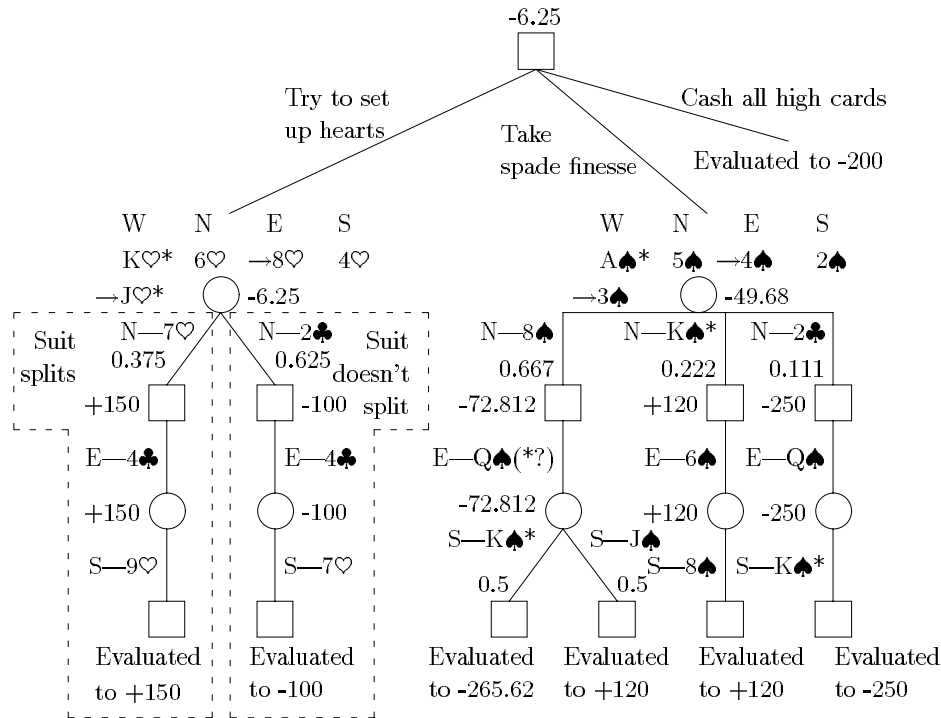 -6.25
Try to set
up hearts
Take
spade finesse
Cash all high cards
Evaluated to -200
W N E S
K♡* 6♡ →8♡ 4♡
→J♡* -6.25
W N E S
A♠* 5♠ →4♠ 2♠
→3♠ -49.68
Suit
splits
N—7♡
0.375
N—2♣
0.625
Suit
doesn't
split
N—8♠
0.667
N—K♠*
0.222
N—2♣
0.111
+150
-100
-72.812
+120
-250
E—4♣
E—4♣
E—Q♠(*?)
E—6♠
E—Q♠
+150
-100
-72.812
+120
-250
S—9♡
S—7♡
S—K♠*
0.5
S—J♠
0.5
S—8♠
S—K♠*
Evaluated
to +150
Evaluated
to -100
Evaluated
to -265.62
Evaluated
to +120
Evaluated
to +120
Evaluated
to -250